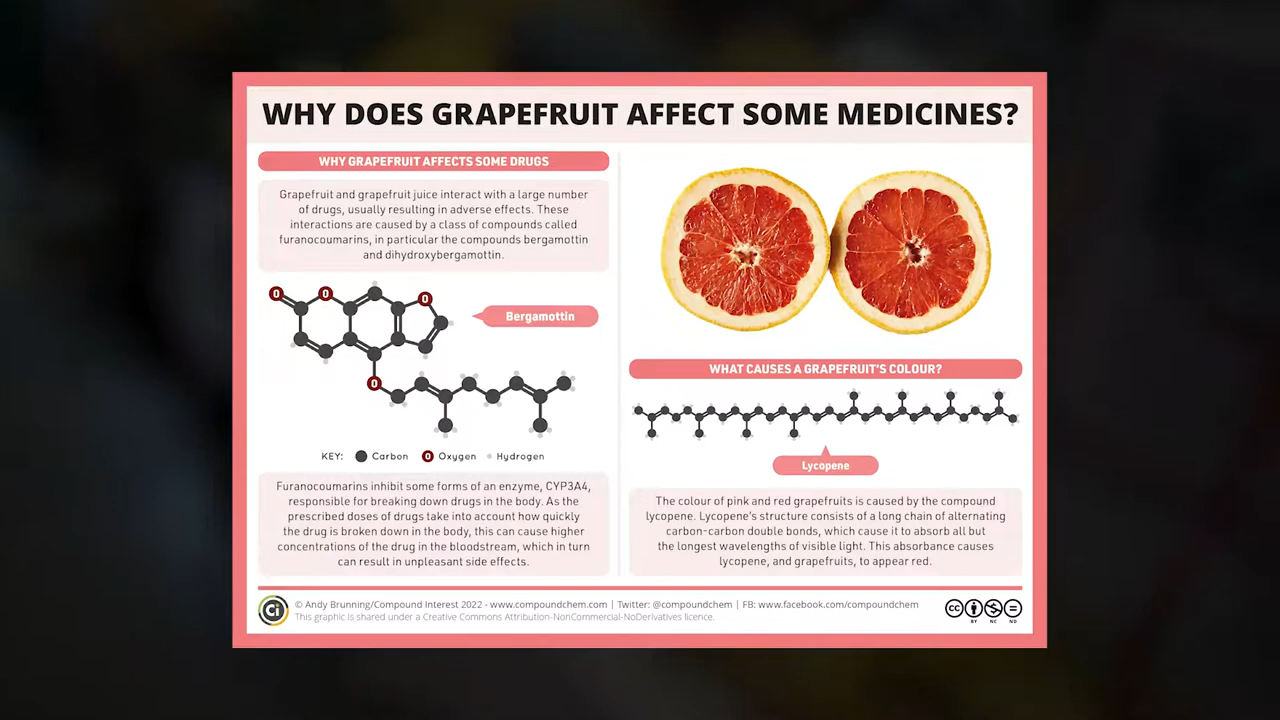 WHY DOES GRAPEFRUIT AFFECT SOME MEDICINES?
WHY GRAPEFRUIT AFFECTS SOME DRUGS
Grapefruit and grapefruit juice interact with a large number
of drugs, usually resulting in adverse effects. These
interactions are caused by a class of compounds called
furanocoumarins, in particular the compounds bergamottin
and dihydroxybergamottin.
O
O
O
Bergamottin
O
KEY: Carbon O Oxygen Hydrogen
Furanocoumarins inhibit some forms of an enzyme, CYP3A4,
responsible for breaking down drugs in the body. As the
prescribed doses of drugs take into account how quickly
the drug is broken down in the body, this can cause higher
concentrations of the drug in the bloodstream, which in turn
can result in unpleasant side effects.
WHAT CAUSES A GRAPEFRUIT'S COLOUR?
Lycopene
The colour of pink and red grapefruits is caused by the compound
lycopene. Lycopene's structure consists of a long chain of alternating
carbon-carbon double bonds, which cause it to absorb all but
the longest wavelengths of visible light. This absorbance causes
lycopene, and grapefruits, to appear red.
Ci
© Andy Brunning/Compound Interest 2022 - www.compoundchem.com | Twitter: @compoundchem | FB: www.facebook.com/compoundchem
This graphic is shared under a Creative Commons Attribution-NonCommercial-NoDerivatives licence.
CC
BY NC ND